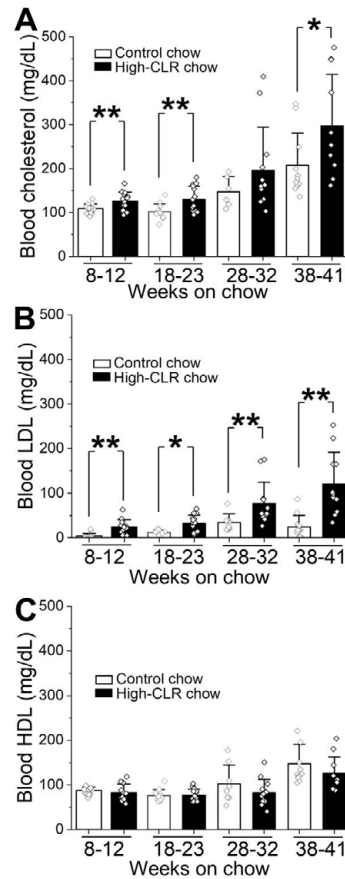 A
Blood cholesterol (mg/dL)
500
400
300
200
100
0
Control chow
High-CLR chow
**
**
*
8-12 18-23 28-32 38-41
Weeks on chow
B
Blood LDL (mg/dL)
500
400
300
200
100
0
Control chow
High-CLR chow
**
*
**
**
8-12 18-23 28-32 38-41
Weeks on chow
C
Blood HDL (mg/dL)
500
400
300
200
100
0
Control chow
High-CLR chow
8-12 18-23 28-32 38-41
Weeks on chow